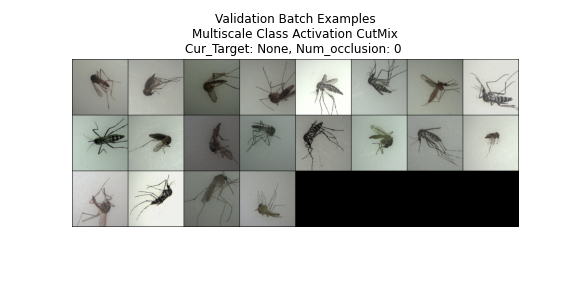 Validation Batch Examples
Multiscale Class Activation CutMix
Cur_Target: None, Num_occlusion: 0